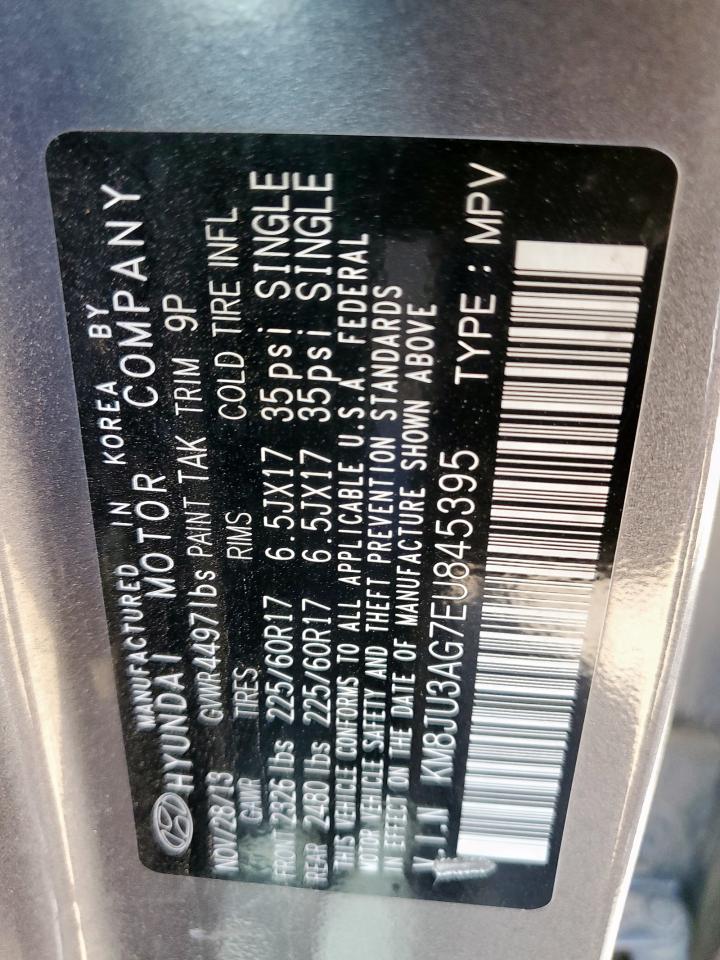 MANUFACTURED IN KOREA BY
HYUNDAI MOTOR COMPANY
NOV/28/13 GVWR 4497lbs PAINT TAK TRIM 9P
GAWR TIRES RIMS COLD TIRE INFL
FRONT 2326 lbs 225/60R17 6.5JX17 35psi SINGLE
REAR 2480 lbs 225/60R17 6.5JX17 35psi SINGLE
THIS VEHICLE CONFORMS TO ALL APPLICABLE U.S.A. FEDERAL
MOTOR VEHICLE SAFETY AND THEFT PREVENTION STANDARDS
IN EFFECT ON THE DATE OF MANUFACTURE SHOWN ABOVE
V.I.N KM8JU3AG7EU845395 TYPE : MPV